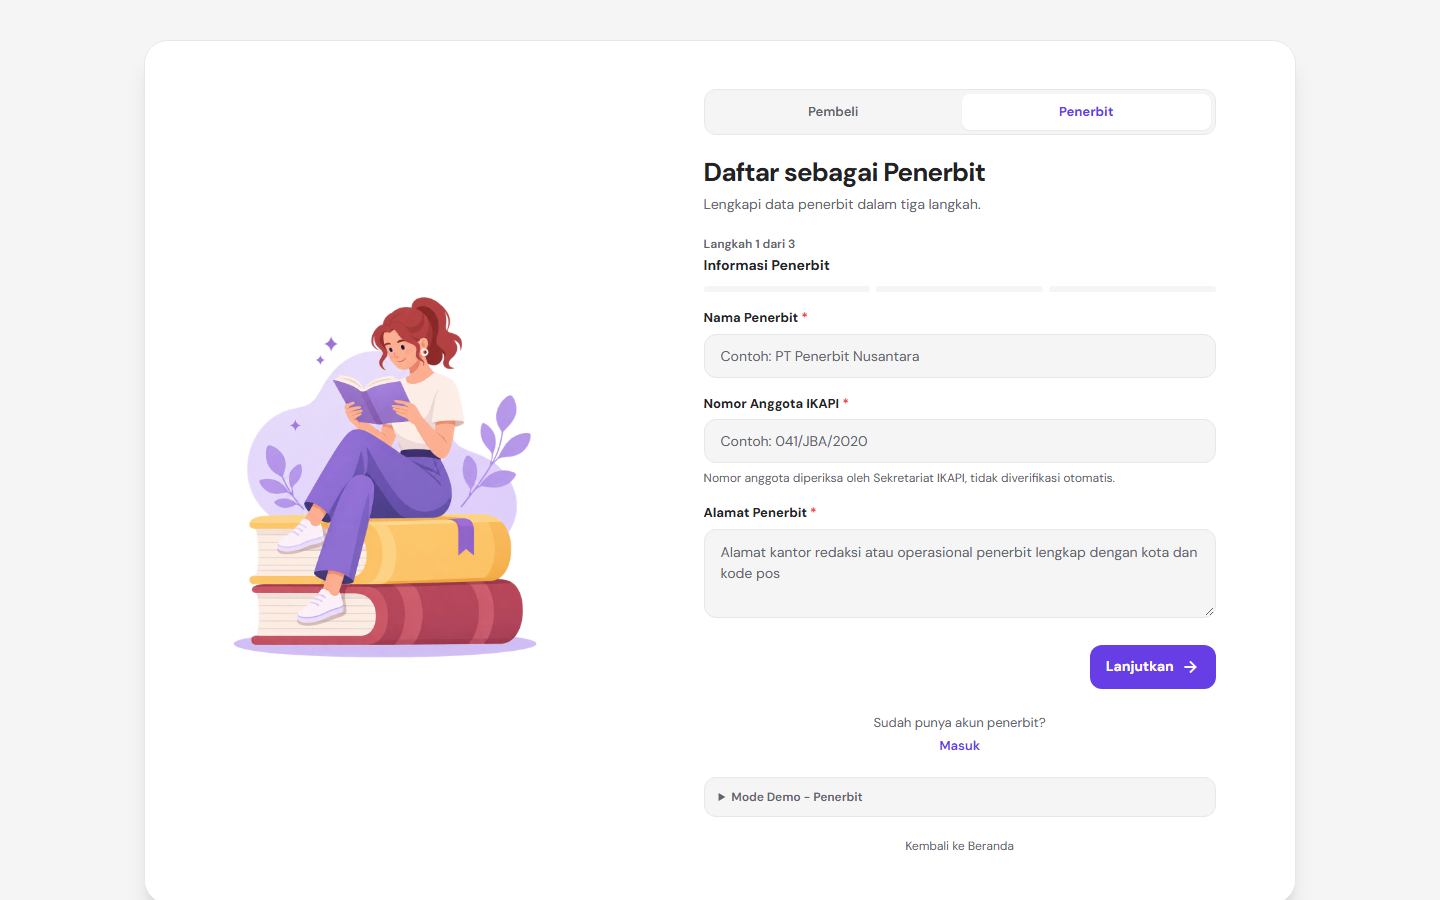 Pembeli
Penerbit
Daftar sebagai Penerbit
Lengkapi data penerbit dalam tiga langkah.
Langkah 1 dari 3
Informasi Penerbit
Nama Penerbit *
Contoh: PT Penerbit Nusantara
Nomor Anggota IKAPI *
Contoh: 041/JBA/2020
Nomor anggota diperiksa oleh Sekretariat IKAPI, tidak diverifikasi otomatis.
Alamat Penerbit *
Alamat kantor redaksi atau operasional penerbit lengkap dengan kota dan
kode pos
Lanjutkan →
Sudah punya akun penerbit?
Masuk
▶ Mode Demo - Penerbit
Kembali ke Beranda